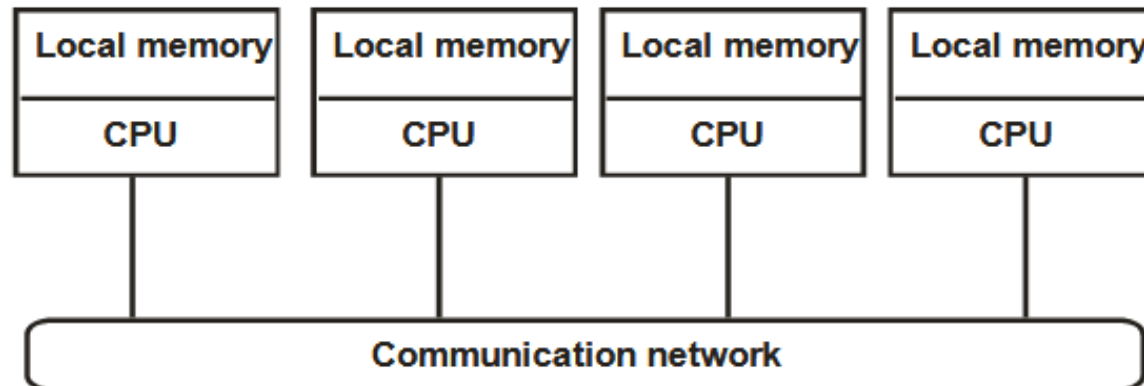 Local memory Local memory Local memory Local memory
CPU CPU CPU CPU
Communication network